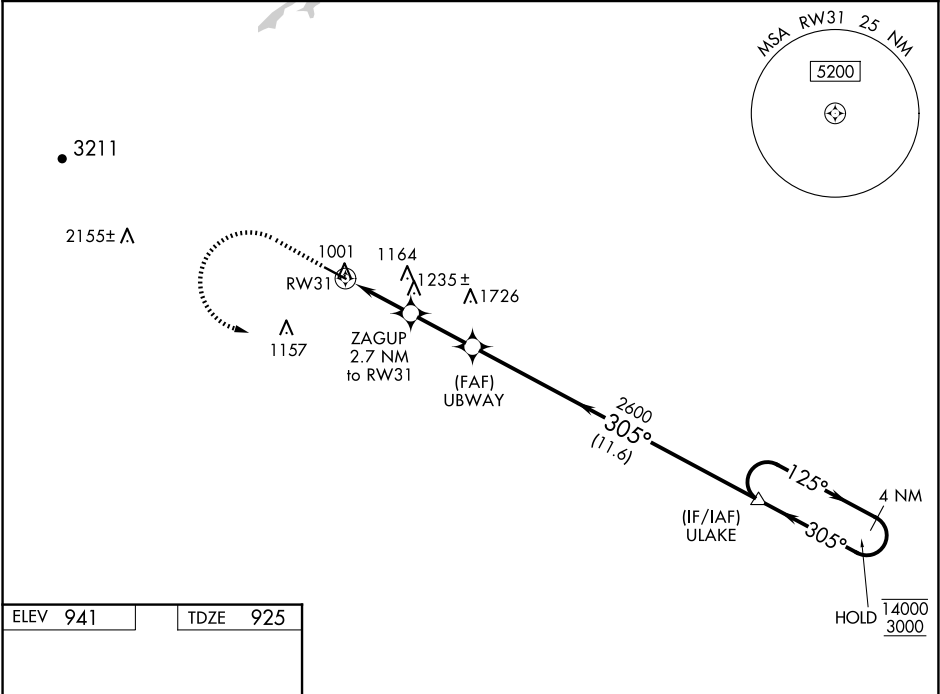 MSA RW31 25 NM
5200
3211
2155±
1001
1164
RW31
1235±
1726
1157
ZAGUP
2.7 NM
to RW31
(FAF)
UBWAY
2600
305°
(11.6)
125°
4 NM
(IF/IAF)
ULAKE
305°
HOLD
14000
3000
ELEV 941
TDZE 925